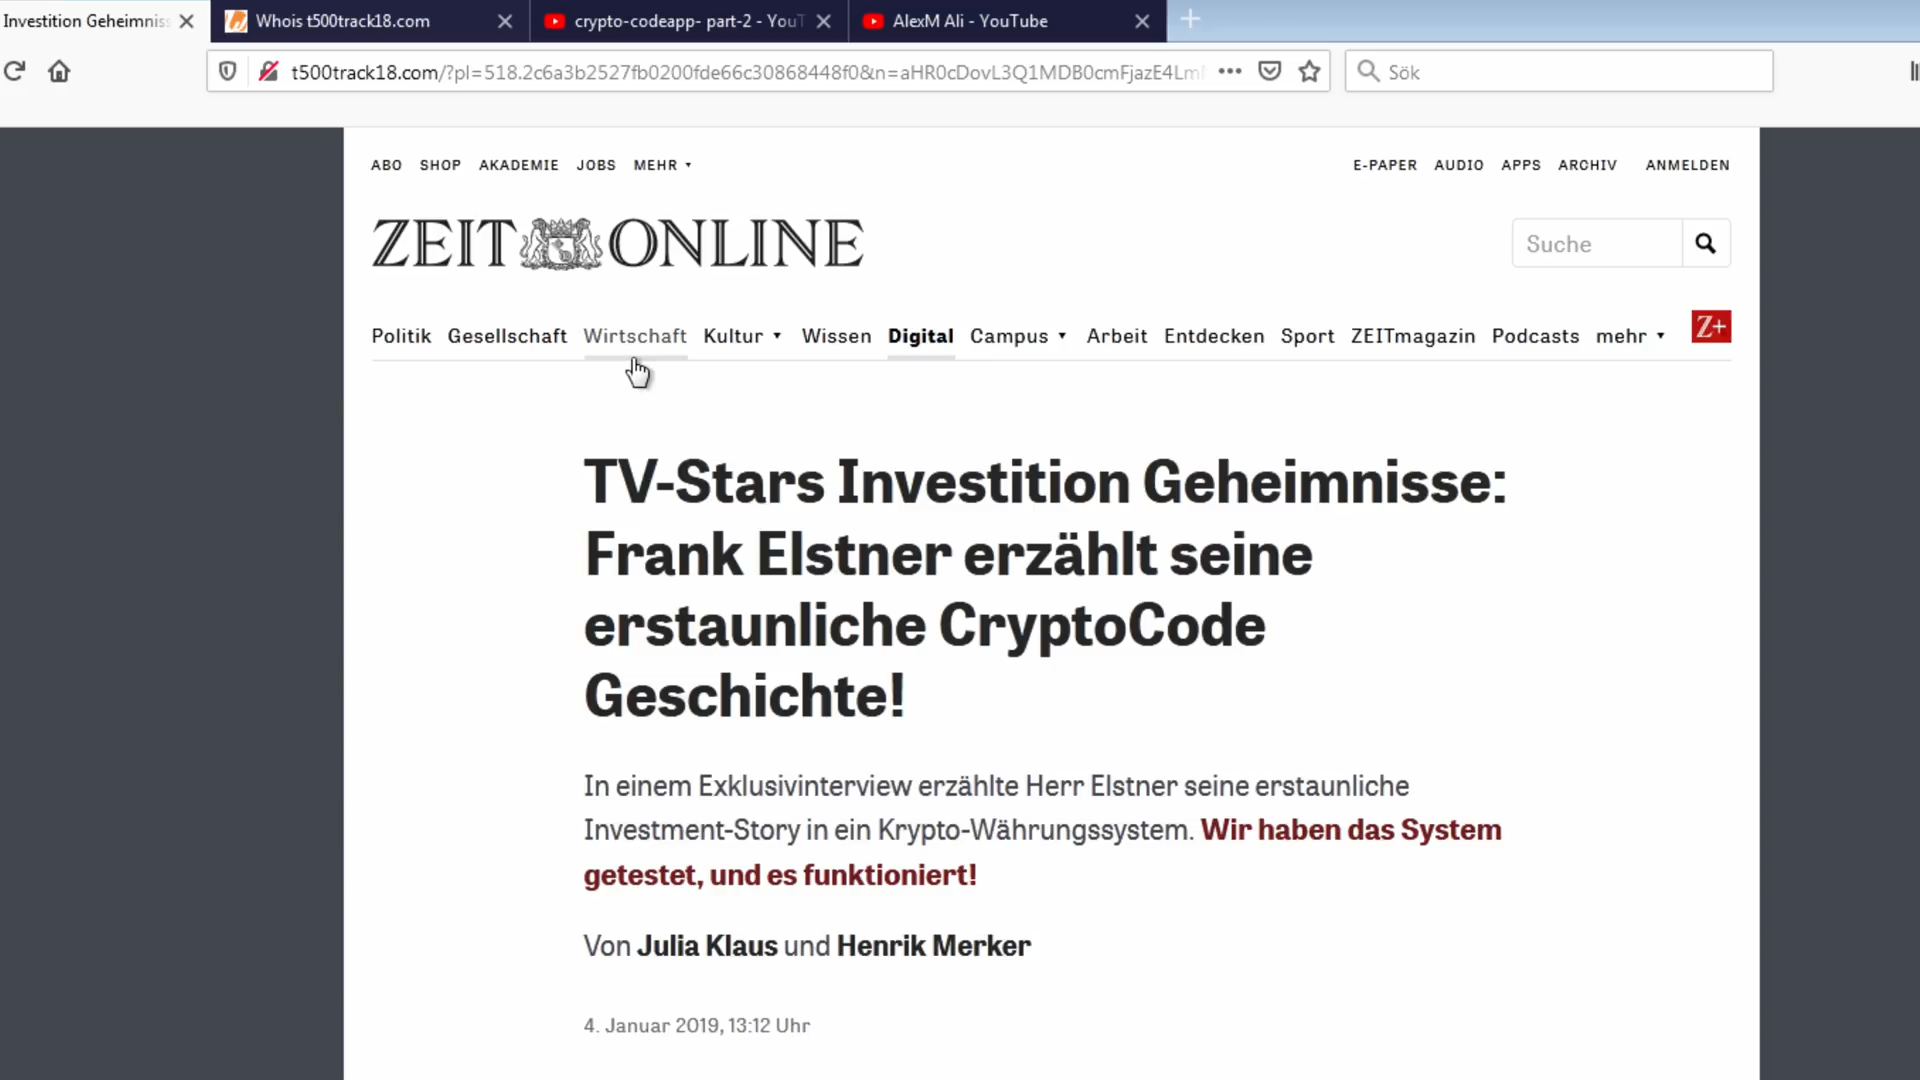 Investition Geheimnis
Whois t500track18.com
crypto-codeapp- part-2 - YouT
AlexM Ali - YouTube
t500track18.com/?pl=518.2c6a3b2527fb0200fde66c30868448f0&n=aHR0cDovL3Q1MDB0cmFjazE4Lm
Sök
ABO SHOP AKADEMIE JOBS MEHR
E-PAPER AUDIO APPS ARCHIV ANMELDEN
ZEIT ONLINE
Suche
Politik Gesellschaft Wirtschaft Kultur Wissen Digital Campus Arbeit Entdecken Sport ZEITmagazin Podcasts mehr Z+
TV-Stars Investition Geheimnisse:
Frank Elstner erzählt seine
erstaunliche CryptoCode
Geschichte!
In einem Exklusivinterview erzählte Herr Elstner seine erstaunliche
Investment-Story in ein Krypto-Währungssystem. Wir haben das System
getestet, und es funktioniert!
Von Julia Klaus und Henrik Merker
4. Januar 2019, 13:12 Uhr